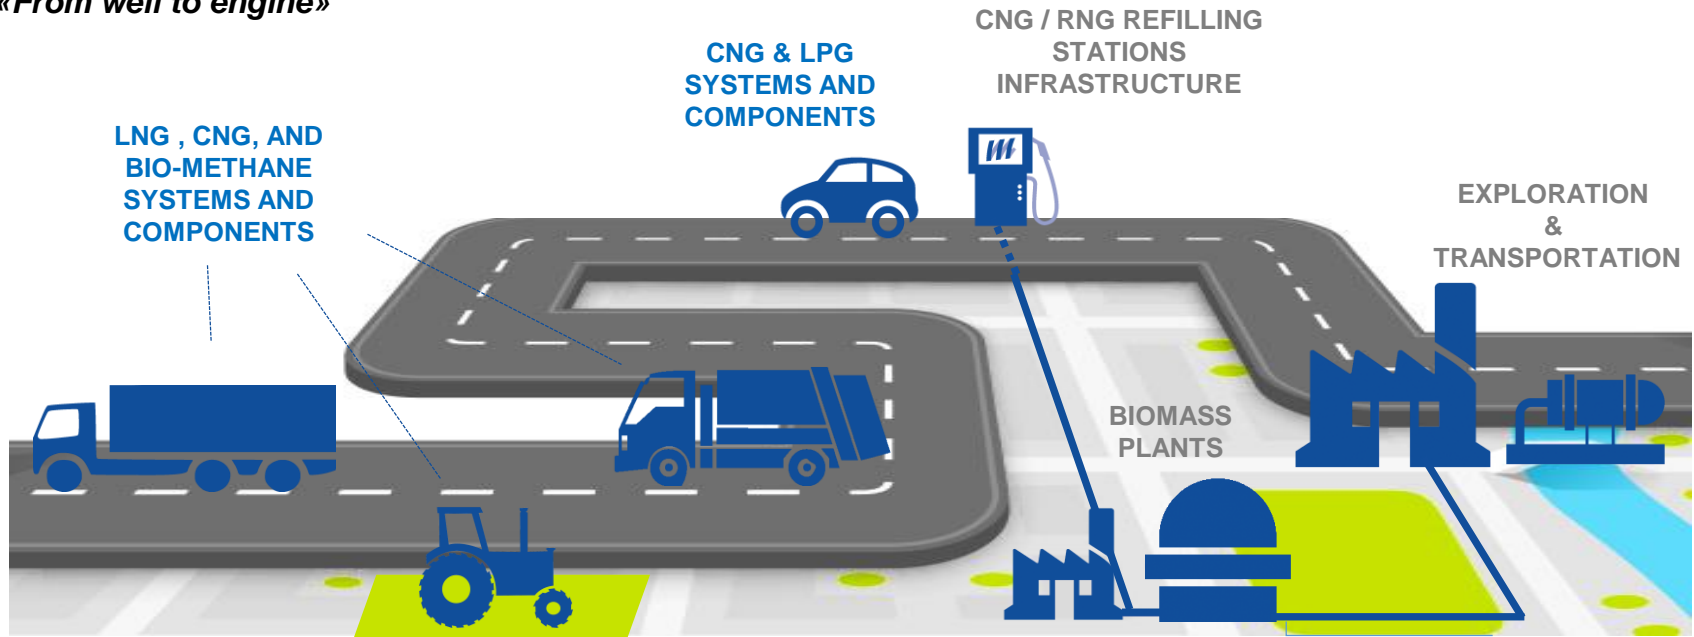 «From well to engine»
CNG / RNG REFILLING
STATIONS
INFRASTRUCTURE
CNG & LPG
SYSTEMS AND
COMPONENTS
LNG , CNG, AND
BIO-METHANE
SYSTEMS AND
COMPONENTS
EXPLORATION
&
TRANSPORTATION
BIOMASS
PLANTS